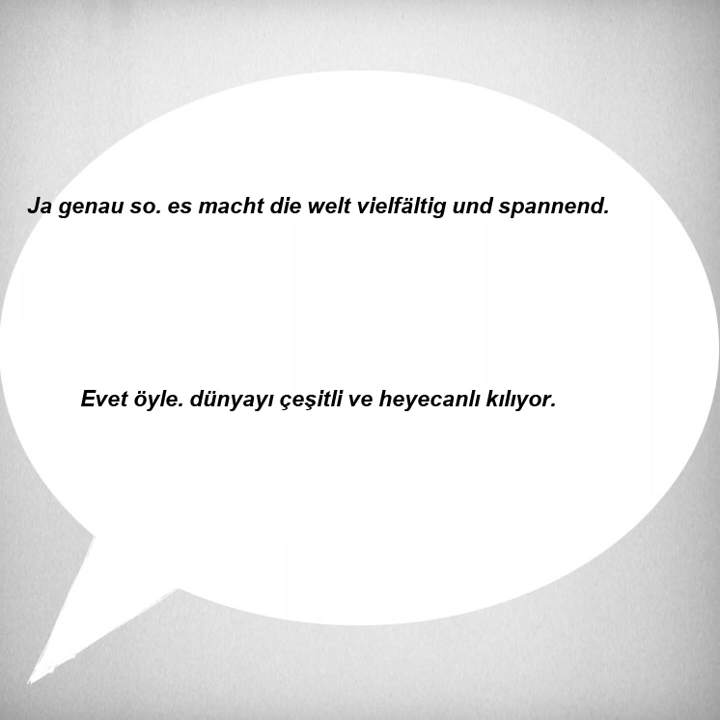 Ja genau so. es macht die welt vielfältig und spannend.
Evet öyle. dünyayı çeşitli ve heyecanlı kılıyor.